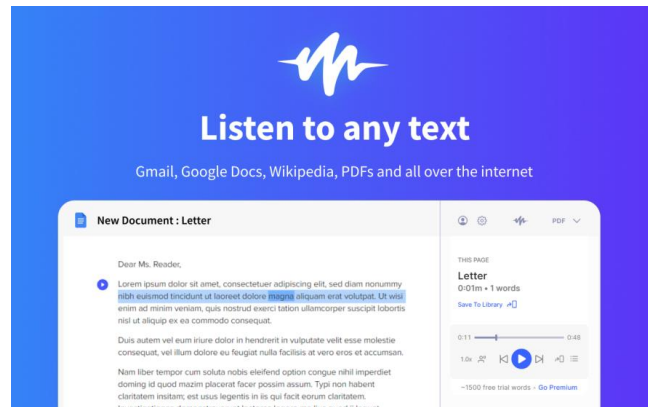 Listen to any text
Gmail, Google Docs, Wikipedia, PDFs and all over the internet
New Document : Letter
PDF
Dear Ms. Reader,
Lorem ipsum dolor sit amet, consectetuer adipiscing elit, sed diam nonummy
nibh euismod tincidunt ut laoreet dolore magna aliquam erat volutpat. Ut wisi
enim ad minim veniam, quis nostrud exerci tation ullamcorper suscipit lobortis
nisl ut aliquip ex ea commodo consequat.
Duis autem vel eum iriure dolor in hendrerit in vulputate velit esse molestie
consequat, vel illum dolore eu feugiat nulla facilisis at vero eros et accumsan.
Nam liber tempor cum soluta nobis eleifend option congue nihil imperdiet
doming id quod mazim placerat facer possim assum. Typi non habent
claritatem insitam; est usus legentis in iis qui facit eorum claritatem.
THIS PAGE
Letter
0:01m • 1 words
Save To Library
0:11
0:48
1.0x
~1500 free trial words • Go Premium